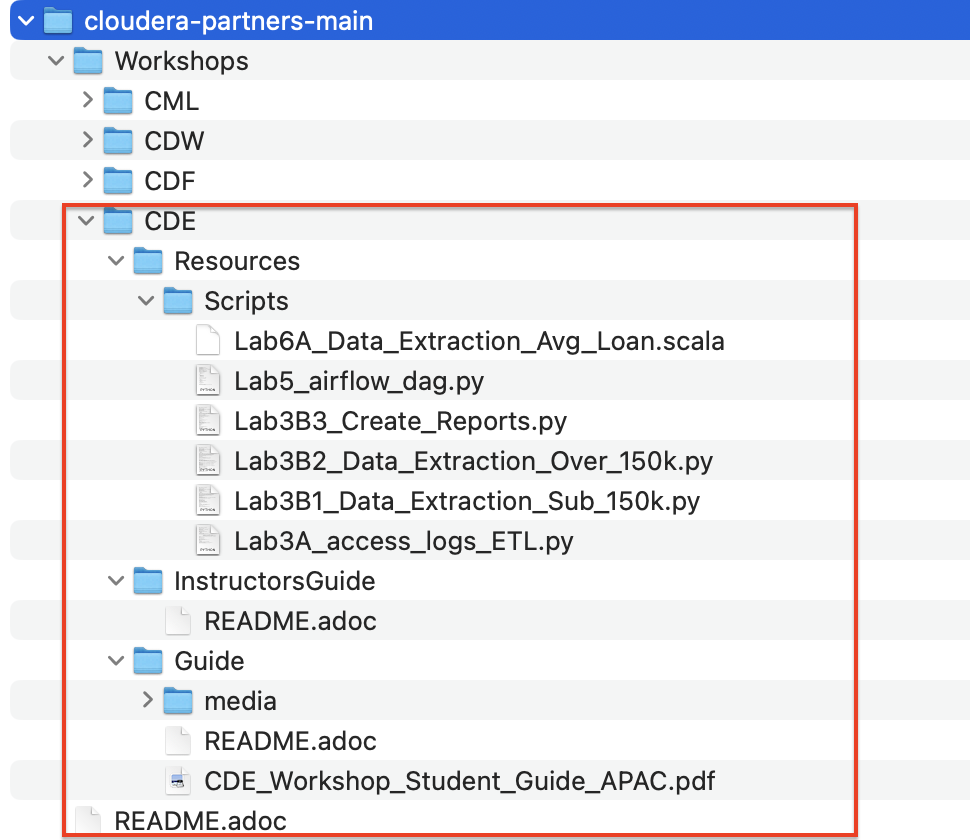 cloudera-partners-main
Workshops
CML
CDW
CDF
CDE
Resources
Scripts
Lab6A_Data_Extraction_Avg_Loan.scala
Lab5_airflow_dag.py
Lab3B3_Create_Reports.py
Lab3B2_Data_Extraction_Over_150k.py
Lab3B1_Data_Extraction_Sub_150k.py
Lab3A_access_logs_ETL.py
InstructorsGuide
README.adoc
Guide
media
README.adoc
CDE_Workshop_Student_Guide_APAC.pdf
README.adoc